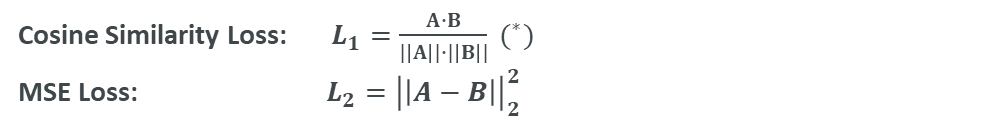 Cosine Similarity Loss: L₁ = A·B / ||A||·||B|| (*)
MSE Loss: L₂ = ||A − B||₂²